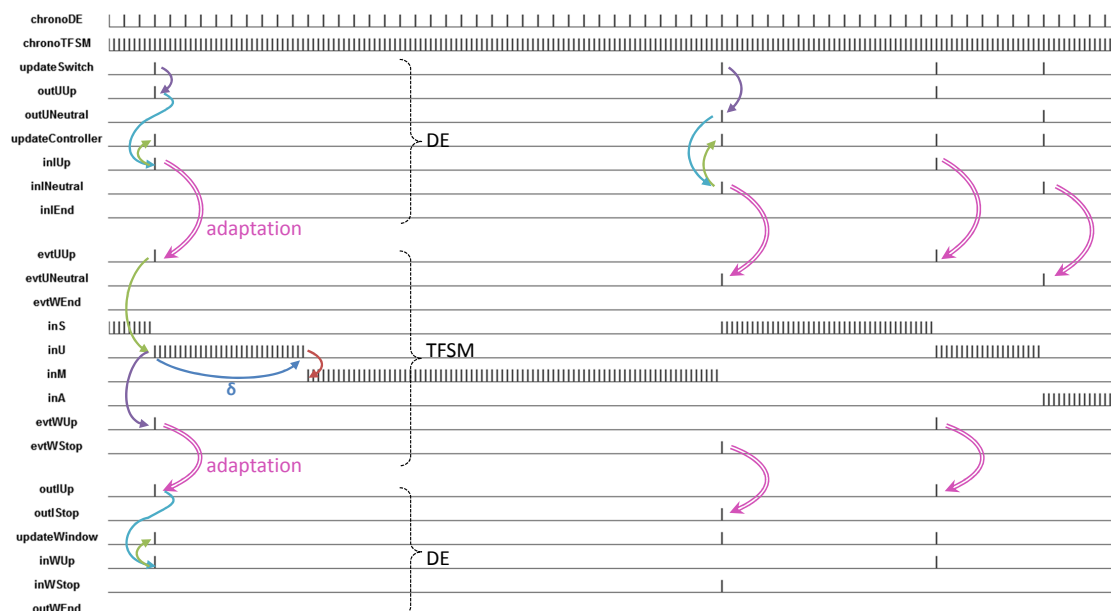 chronoDE
chronoTFSM
updateSwitch
outUUp
outUNeutral
updateController
DE
inIUp
inINeutral
inIEnd
adaptation
evtUUp
evtUNeutral
evtWEnd
inS
inU
TFSM
inM
δ
inA
evtWUp
evtWStop
adaptation
outIUp
outIStop
updateWindow
DE
inWUp
inWStop
outWEnd